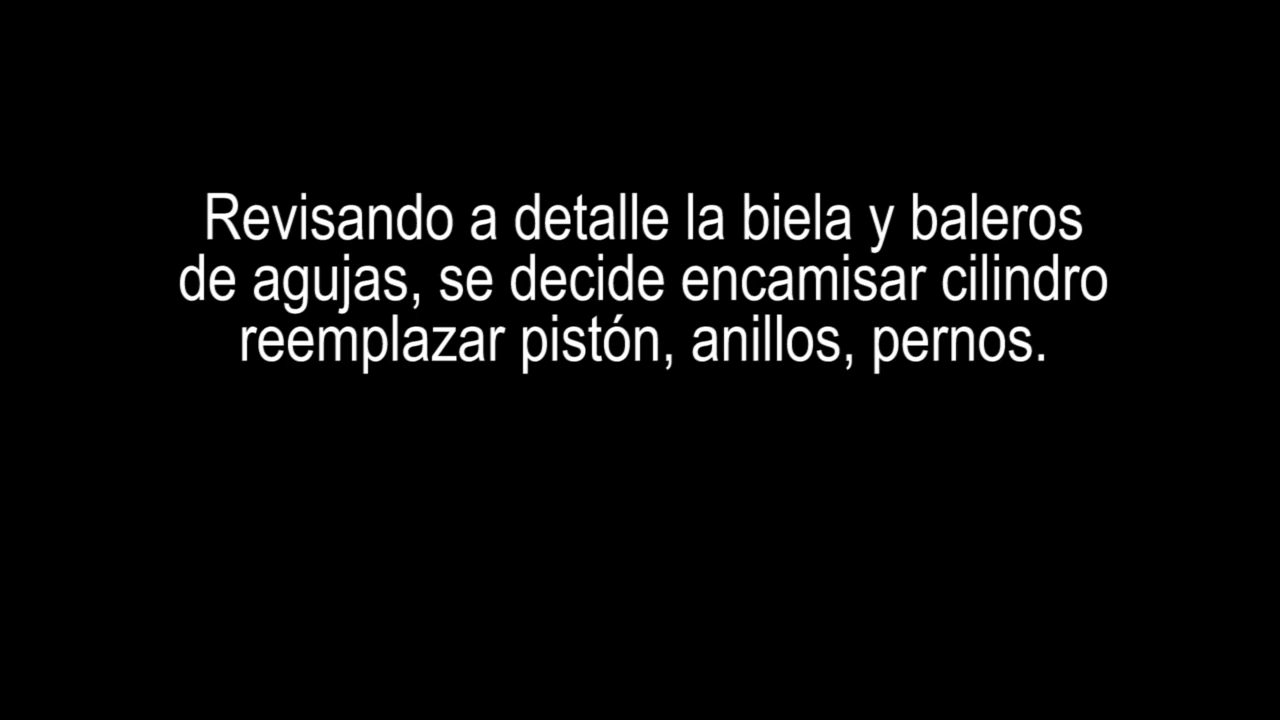 Revisando a detalle la biela y baleros
de agujas, se decide encamisar cilindro
reemplazar pistón, anillos, pernos.